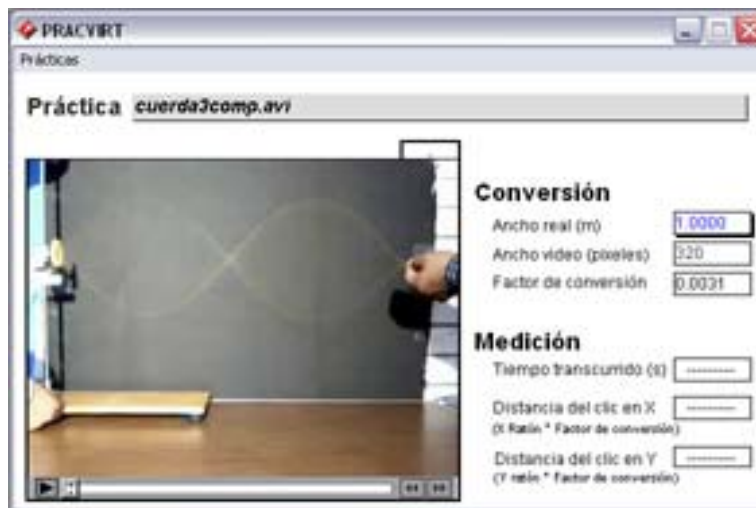 PRACVIRT
Prácticas
Práctica cuerda3comp.avi
Conversión
Ancho real (m) 1.0000
Ancho video (pixeles) 320
Factor de conversión 0.0031
Medición
Tiempo transcurrido (s) ---------
Distancia del clic en X ---------
(X Ratón * Factor de conversión)
Distancia del clic en Y ---------
(Y ratón * Factor de conversión)